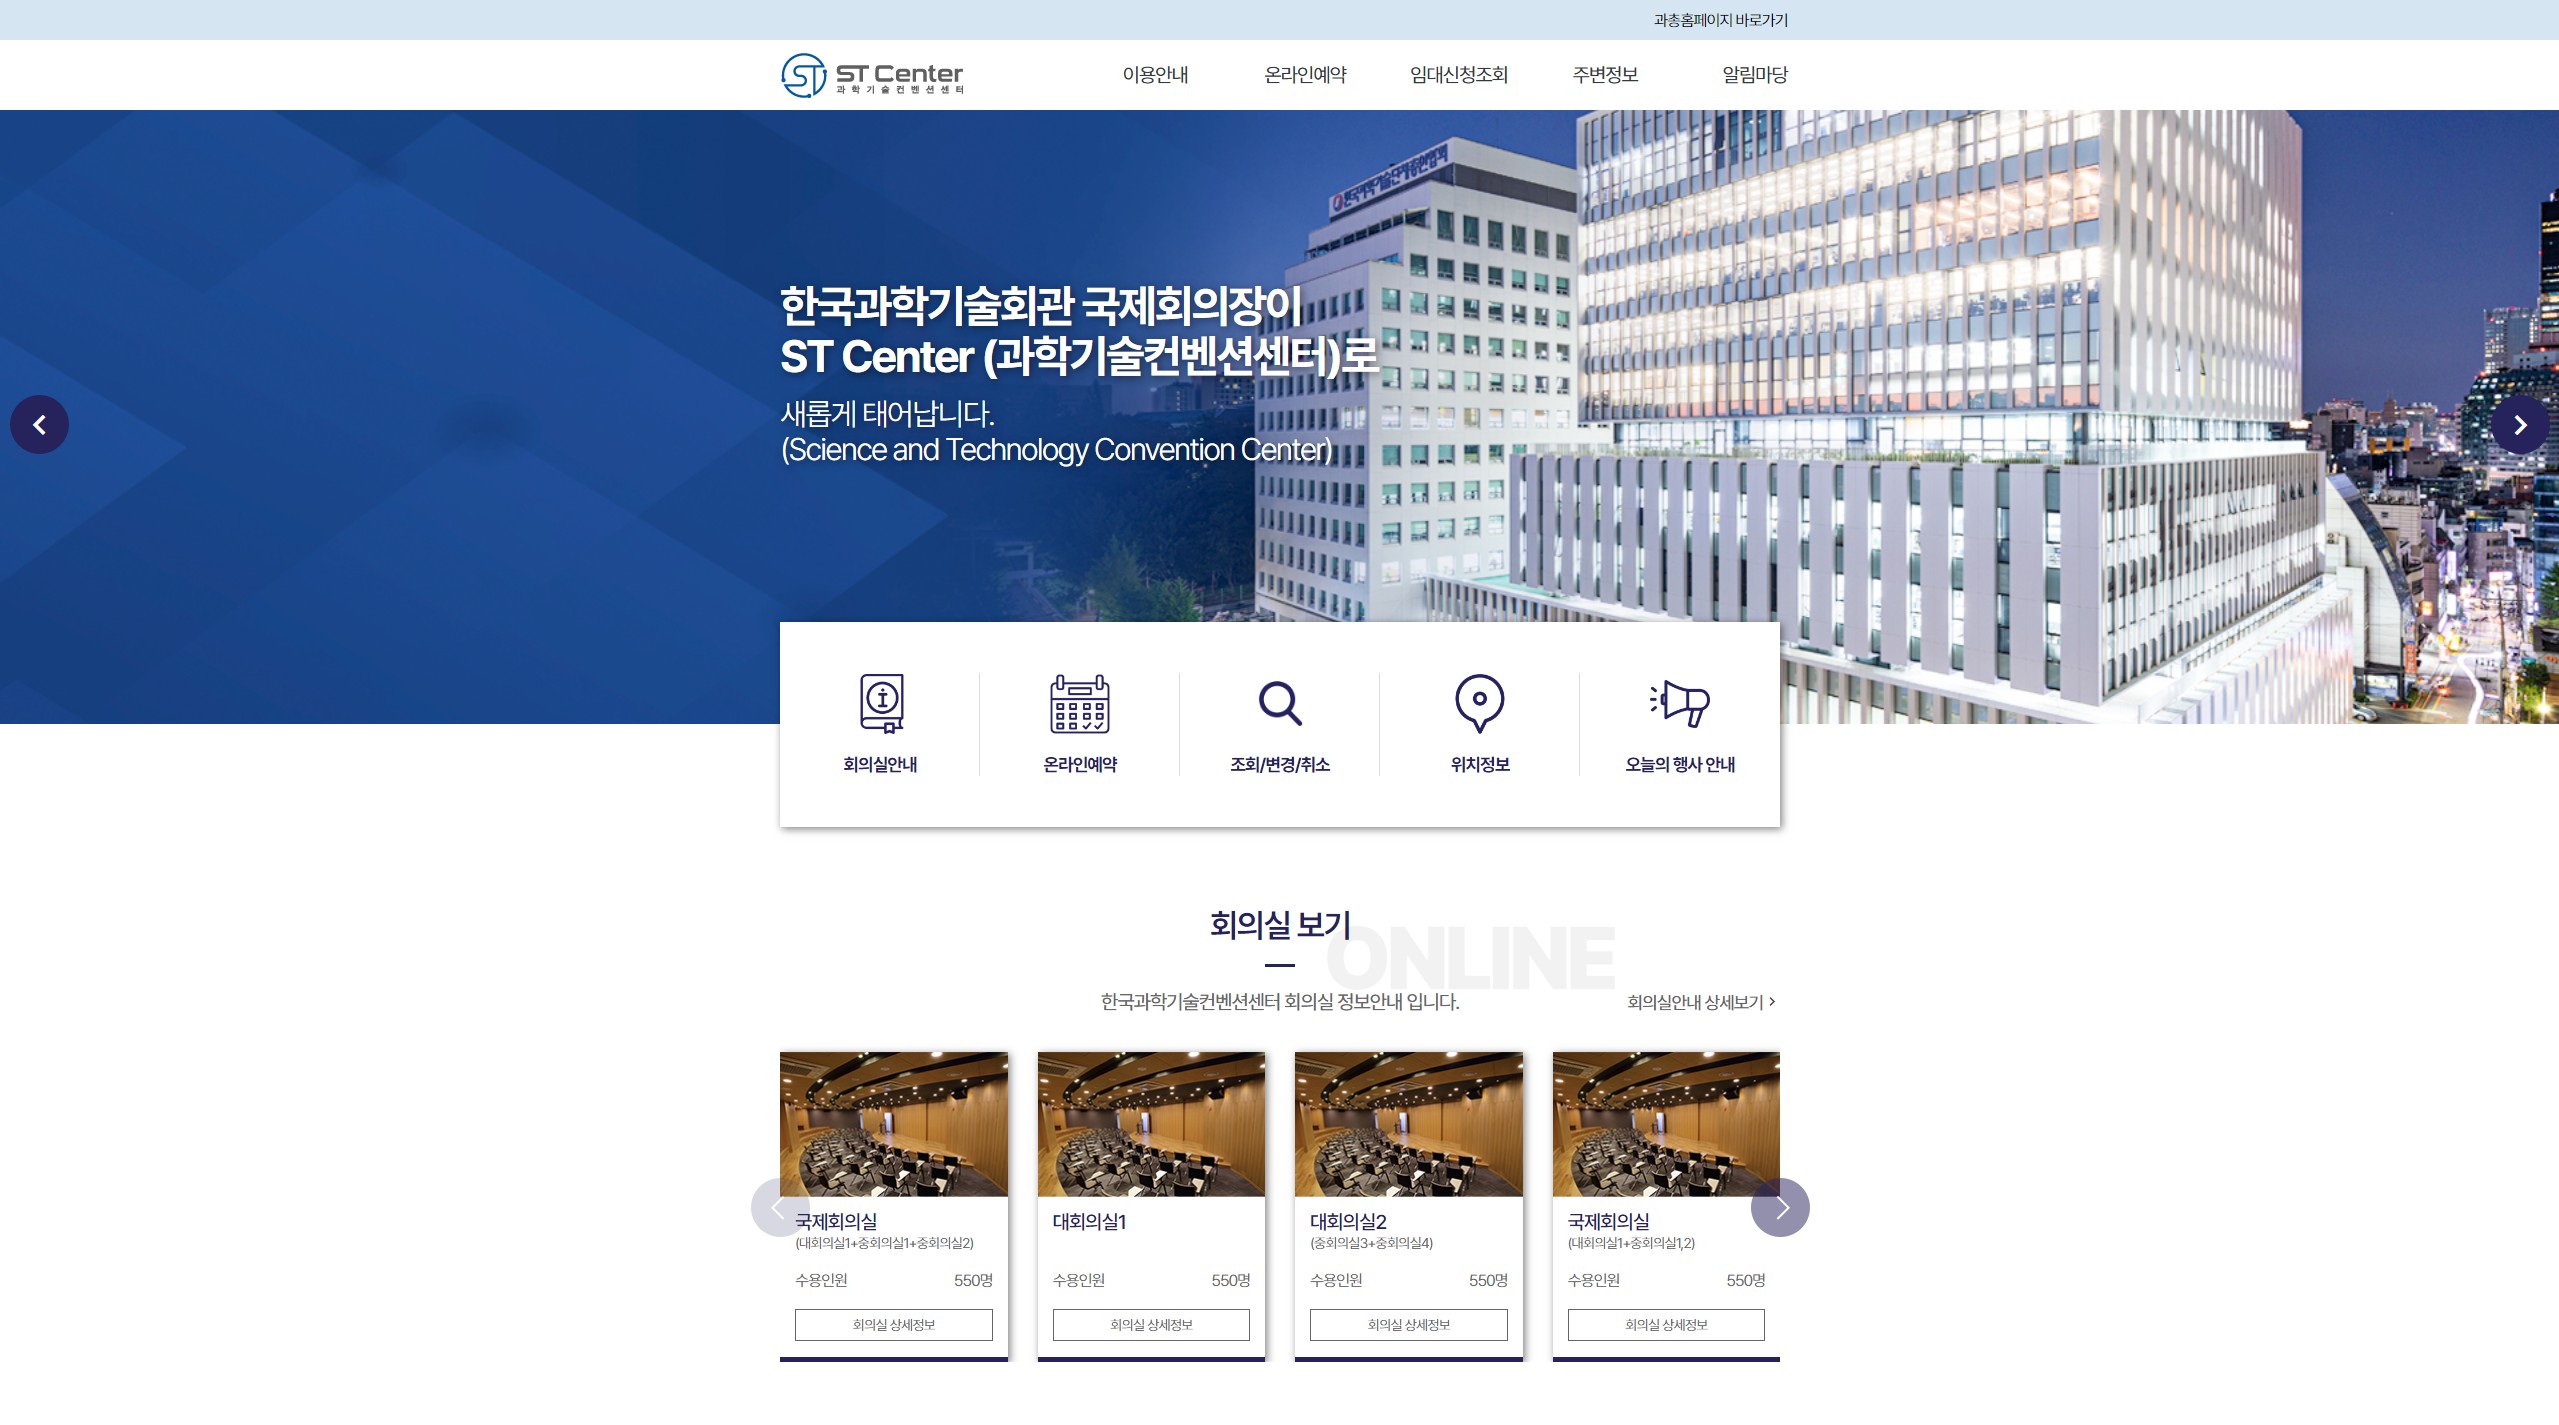 과총홈페이지 바로가기
ST Center
과학기술컨벤션센터
이용안내
온라인예약
임대신청조회
주변정보
알림마당
한국과학기술단체총연합회
한국과학기술회관 국제회의장이
ST Center (과학기술컨벤션센터)로
새롭게 태어납니다.
(Science and Technology Convention Center)
회의실안내
온라인예약
조회/변경/취소
위치정보
오늘의 행사 안내
회의실 보기
ONLINE
한국과학기술컨벤션센터 회의실 정보안내 입니다.
회의실안내 상세보기
국제회의실
(대회의실1+중회의실1+중회의실2)
수용인원 550명
회의실 상세정보
대회의실1
수용인원 550명
회의실 상세정보
대회의실2
(중회의실3+중회의실4)
수용인원 550명
회의실 상세정보
국제회의실
(대회의실1+중회의실1,2)
수용인원 550명
회의실 상세정보